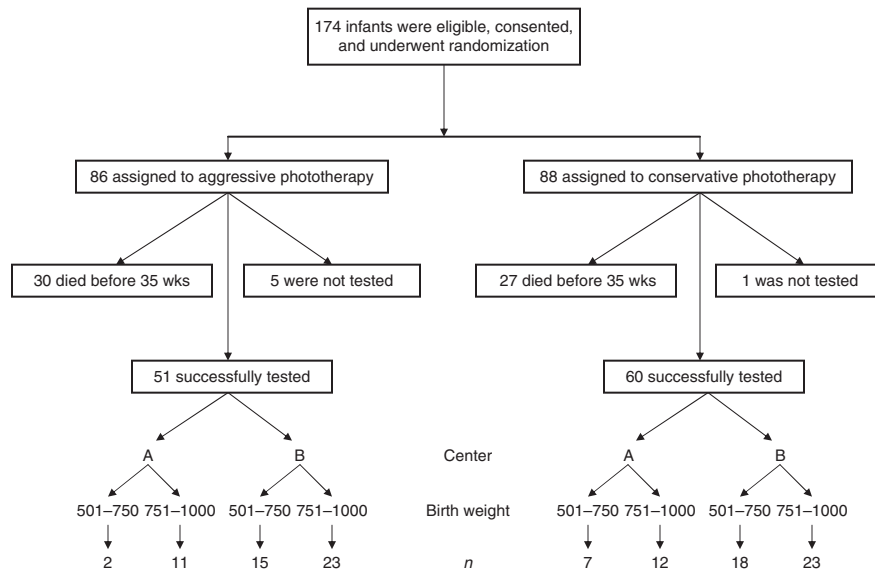 174 infants were eligible, consented,
and underwent randomization
86 assigned to aggressive phototherapy
88 assigned to conservative phototherapy
30 died before 35 wks
5 were not tested
27 died before 35 wks
1 was not tested
51 successfully tested
60 successfully tested
A B Center A B
501–750 751–1000 501–750 751–1000 Birth weight 501–750 751–1000 501–750 751–1000
2 11 15 23 n 7 12 18 23